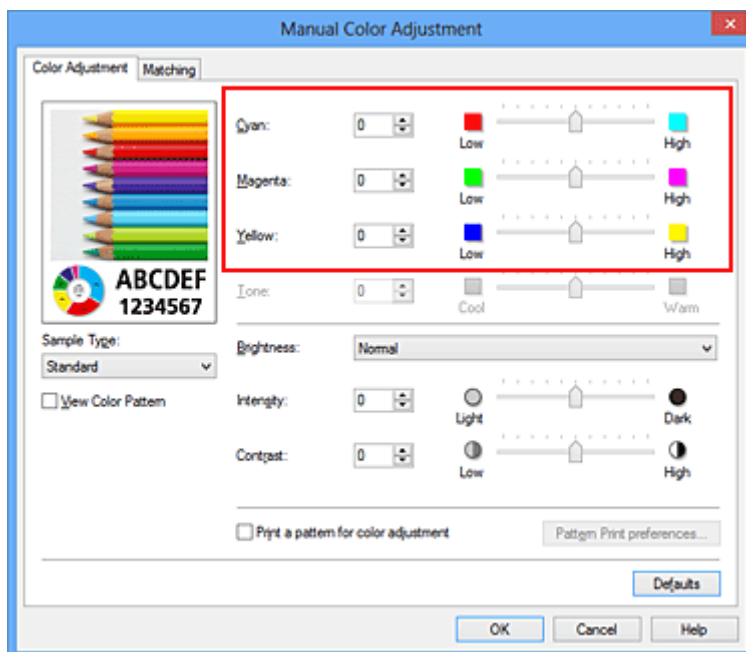 Manual Color Adjustment
x
Color Adjustment Matching
ABCDEF
1234567
Sample Type:
Standard
View Color Pattern
Cyan: 0 Low High
Magenta: 0 Low High
Yellow: 0 Low High
Tone: 0 Cool Warm
Brightness: Normal
Intensity: 0 Light Dark
Contrast: 0 Low High
Print a pattern for color adjustment Pattern Print preferences...
Defaults
OK Cancel Help